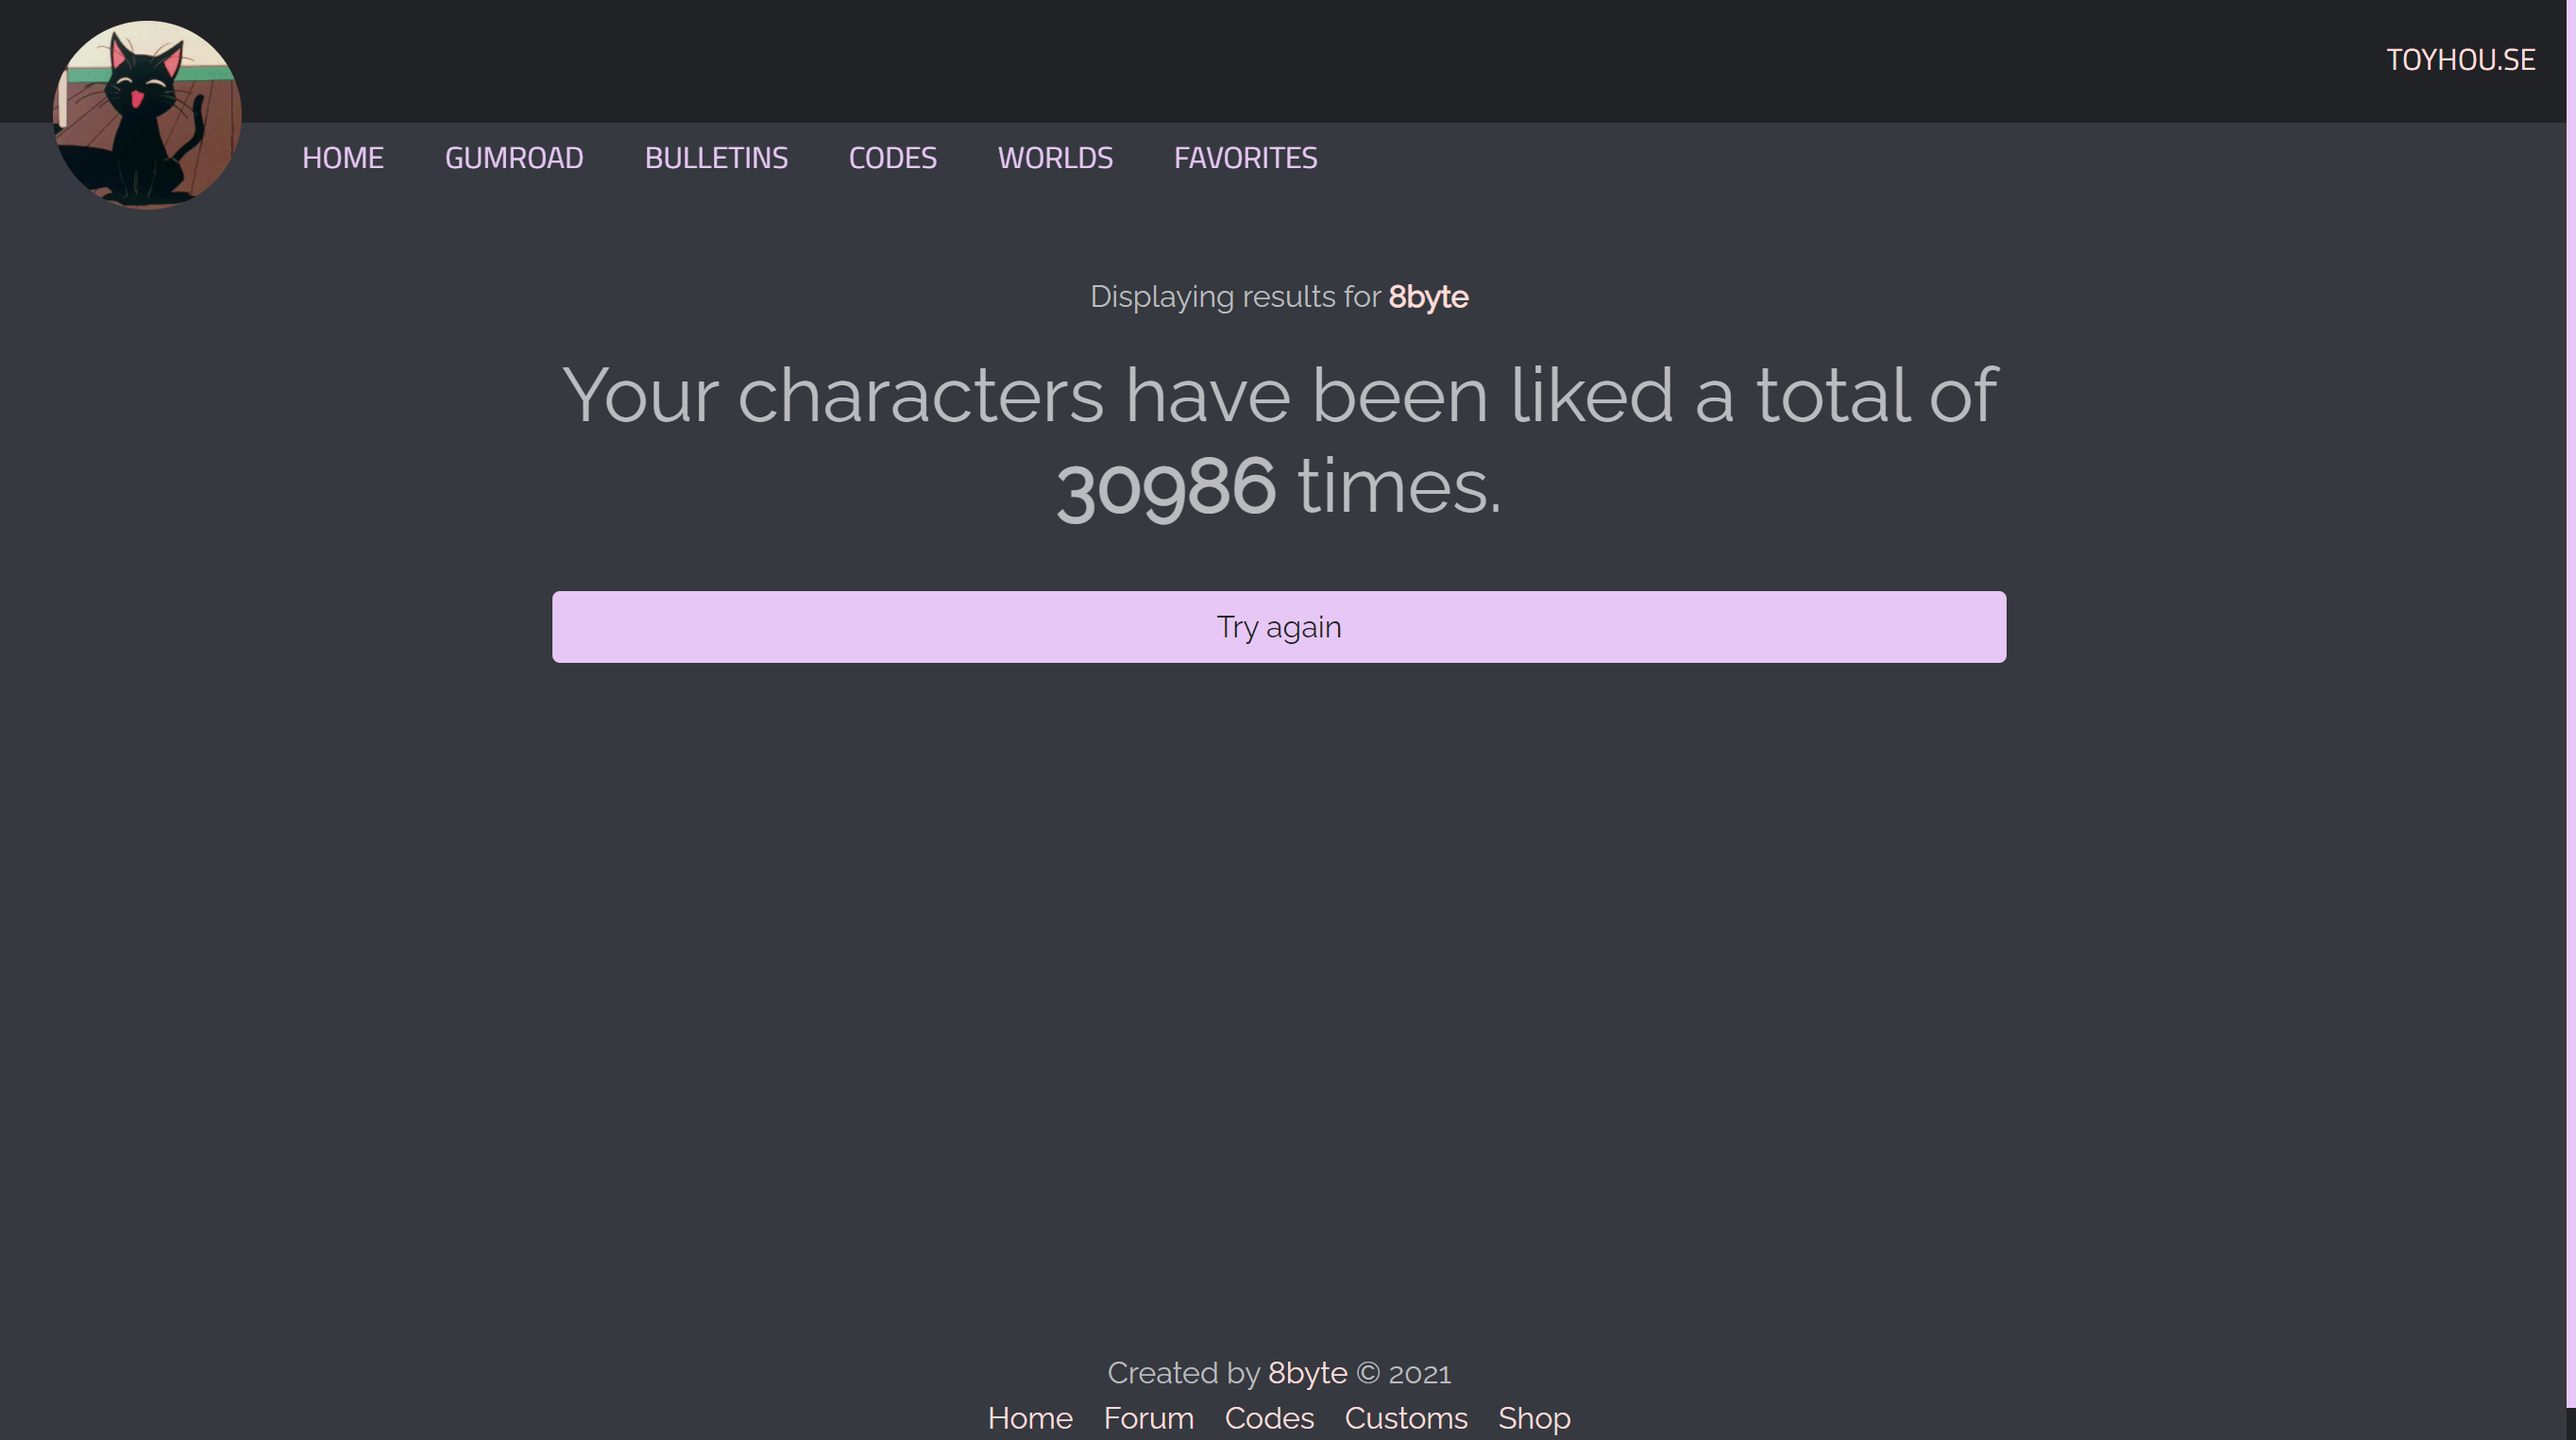 TOYHOU.SE
HOME GUMROAD BULLETINS CODES WORLDS FAVORITES
Displaying results for 8byte
Your characters have been liked a total of
30986 times.
Try again
Created by 8byte © 2021
Home Forum Codes Customs Shop